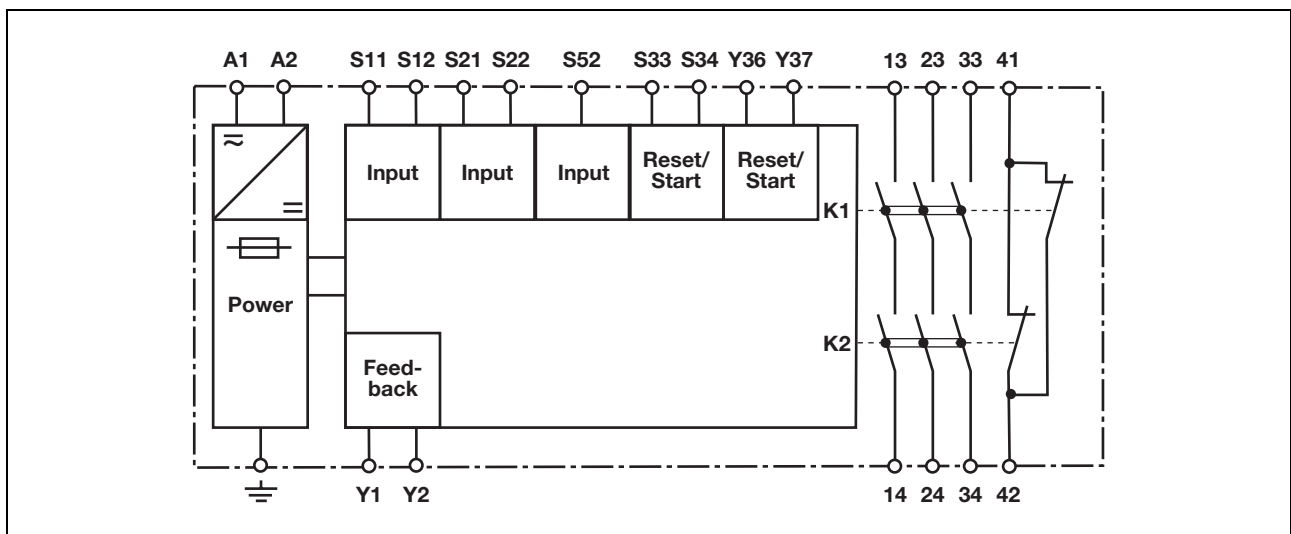 A1 A2 S11 S12 S21 S22 S52 S33 S34 Y36 Y37 13 23 33 41
Input Input Input Reset/ Start Reset/ Start
K1
Power
K2
Feed-
back
Y1 Y2 14 24 34 42